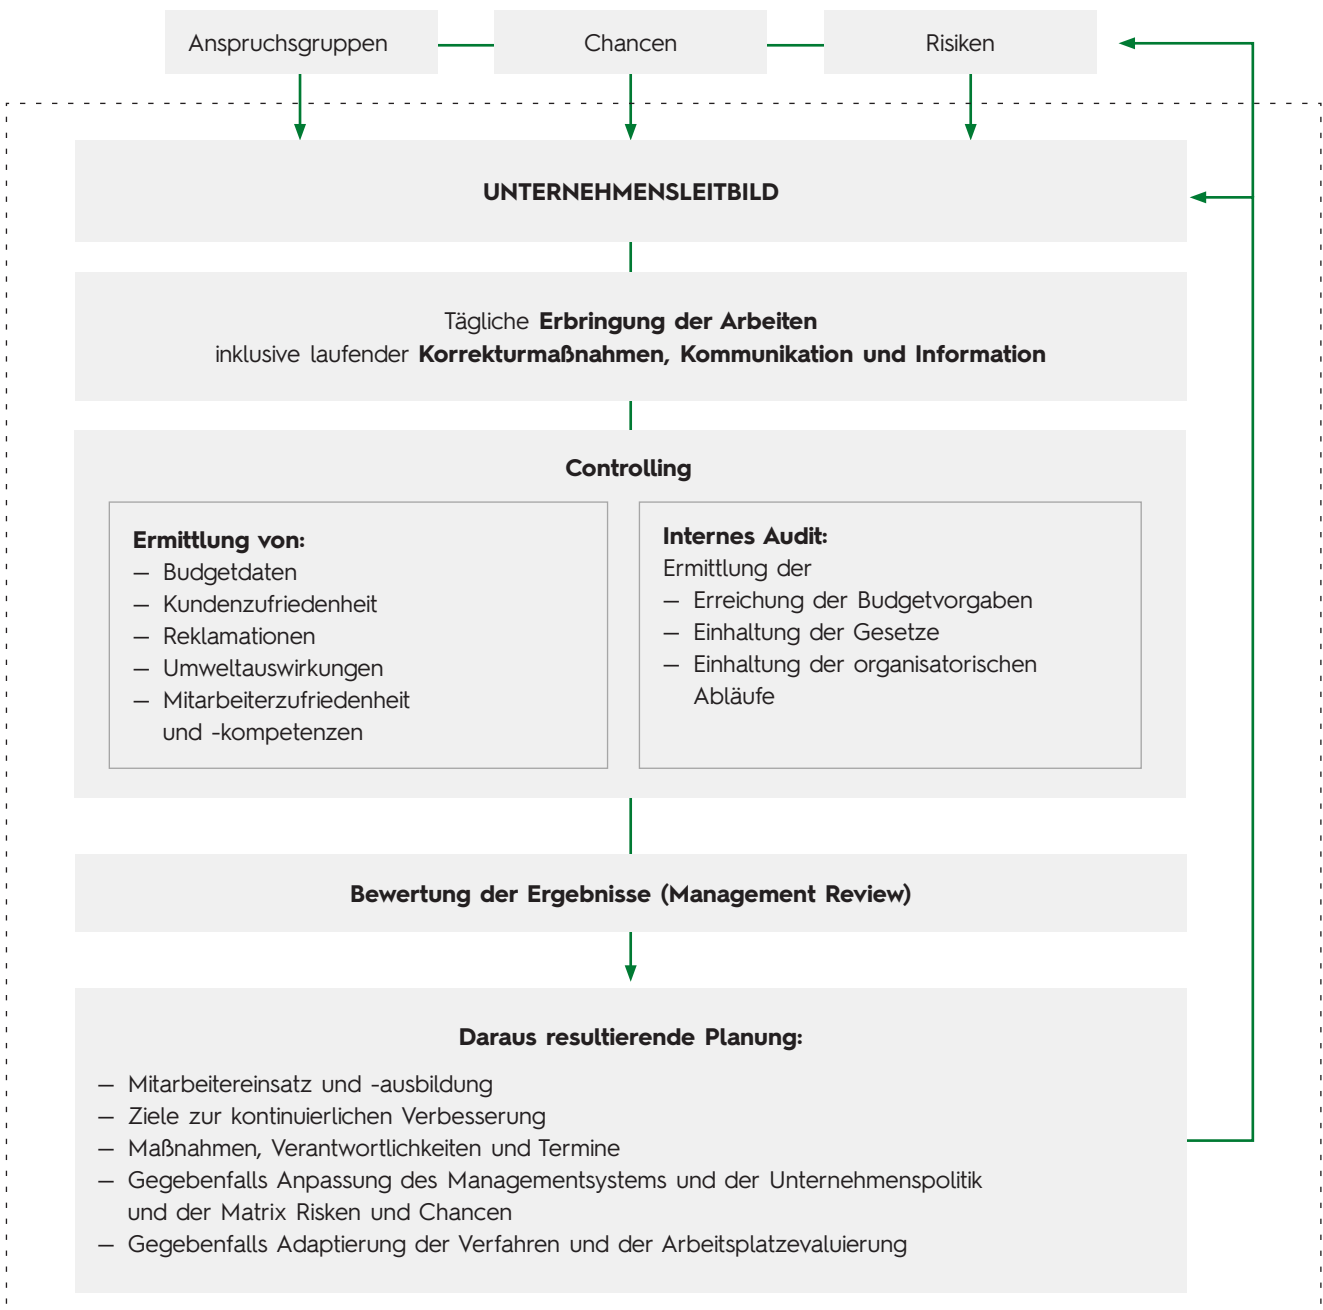 Anspruchsgruppen
Chancen
Risiken
UNTERNEHMENSLEITBILD
Tägliche Erbringung der Arbeiten
inklusive laufender Korrekturmaßnahmen, Kommunikation und Information
Controlling
Ermittlung von:
– Budgetdaten
– Kundenzufriedenheit
– Reklamationen
– Umweltauswirkungen
– Mitarbeiterzufriedenheit
und -kompetenzen
Internes Audit:
Ermittlung der
– Erreichung der Budgetvorgaben
– Einhaltung der Gesetze
– Einhaltung der organisatorischen
Abläufe
Bewertung der Ergebnisse (Management Review)
Daraus resultierende Planung:
– Mitarbeitereinsatz und -ausbildung
– Ziele zur kontinuierlichen Verbesserung
– Maßnahmen, Verantwortlichkeiten und Termine
– Gegebenfalls Anpassung des Managementsystems und der Unternehmenspolitik
und der Matrix Risken und Chancen
– Gegebenfalls Adaptierung der Verfahren und der Arbeitsplatzevaluierung